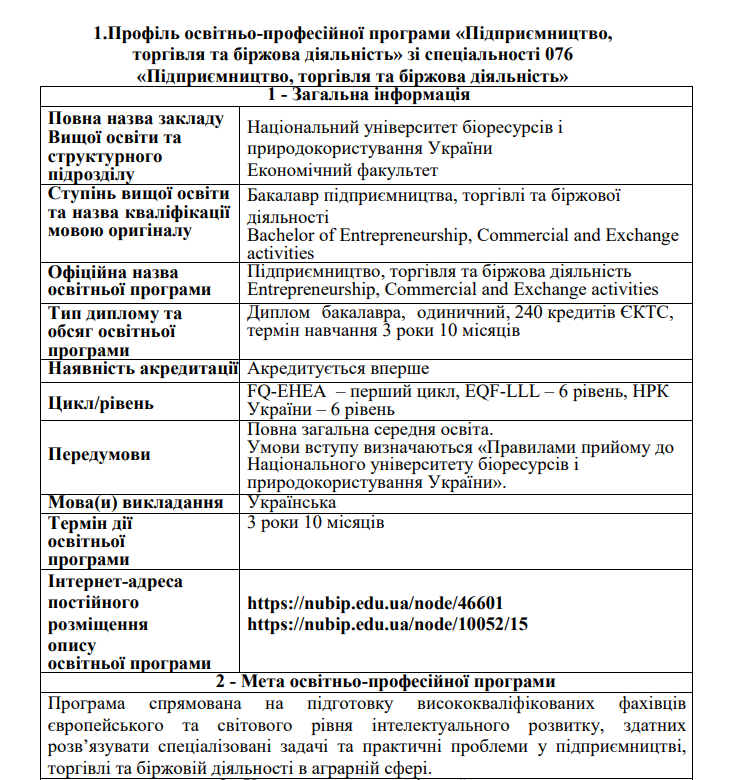 1.Профіль освітньо-професійної програми «Підприємництво,
торгівля та біржова діяльність» зі спеціальності 076
«Підприємництво, торгівля та біржова діяльність»
1 - Загальна інформація
Повна назва закладу
Вищої освіти та
структурного
підрозділу
Національний університет біоресурсів і
природокористування України
Економічний факультет
Ступінь вищої освіти
та назва кваліфікації
мовою оригіналу
Бакалавр підприємництва, торгівлі та біржової
діяльності
Bachelor of Entrepreneurship, Commercial and Exchange
activities
Офіційна назва
освітньої програми
Підприємництво, торгівля та біржова діяльність
Entrepreneurship, Commercial and Exchange activities
Тип диплому та
обсяг освітньої
програми
Диплом бакалавра, одиничний, 240 кредитів ЄКТС,
термін навчання 3 роки 10 місяців
Наявність акредитації
Акредитується вперше
Цикл/рівень
FQ-EHEA – перший цикл, EQF-LLL – 6 рівень, НРК
України – 6 рівень
Передумови
Повна загальна середня освіта.
Умови вступу визначаються «Правилами прийому до
Національного університету біоресурсів і
природокористування України».
Мова(и) викладання
Українська
Термін дії
освітньої
програми
3 роки 10 місяців
Інтернет-адреса
постійного
розміщення
опису
освітньої програми
https://nubip.edu.ua/node/46601
https://nubip.edu.ua/node/10052/15
2 - Мета освітньо-професійної програми
Програма спрямована на підготовку висококваліфікованих фахівців
європейського та світового рівня інтелектуального розвитку, здатних
розв’язувати спеціалізовані задачі та практичні проблеми у підприємництві,
торгівлі та біржовій діяльності в аграрній сфері.